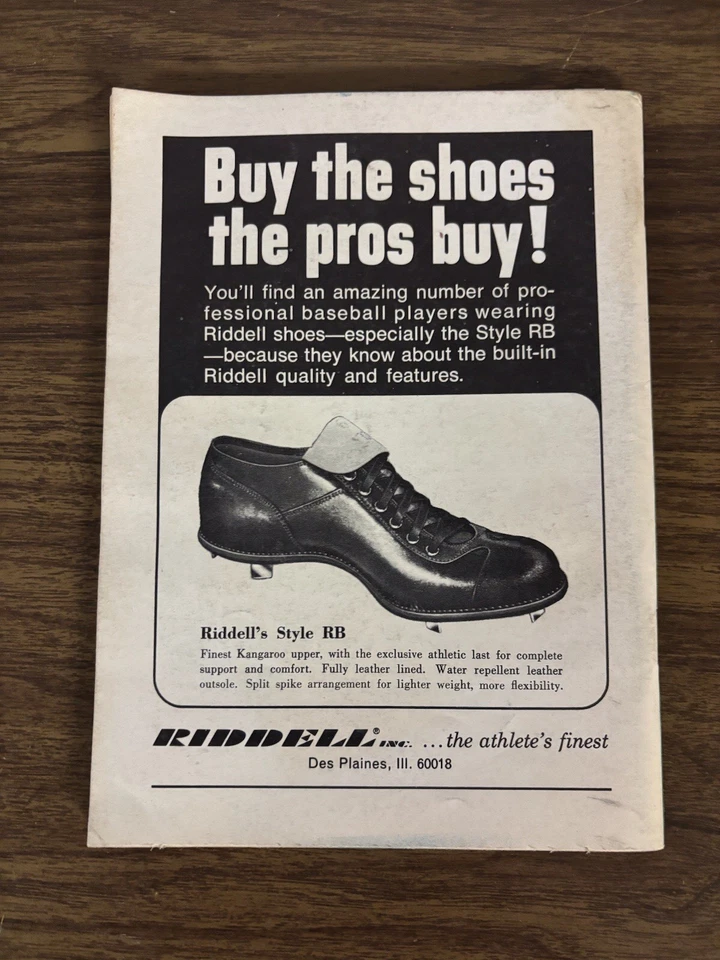 Buy the shoes
the pros buy!
You'll find an amazing number of pro-
fessional baseball players wearing
Riddell shoes—especially the Style RB
—because they know about the built-in
Riddell quality and features.
Riddell's Style RB
Finest Kangaroo upper, with the exclusive athletic last for complete
support and comfort. Fully leather lined. Water repellent leather
outsole. Split spike arrangement for lighter weight, more flexibility.
RIDDELL® INC. ...the athlete's finest
Des Plaines, Ill. 60018